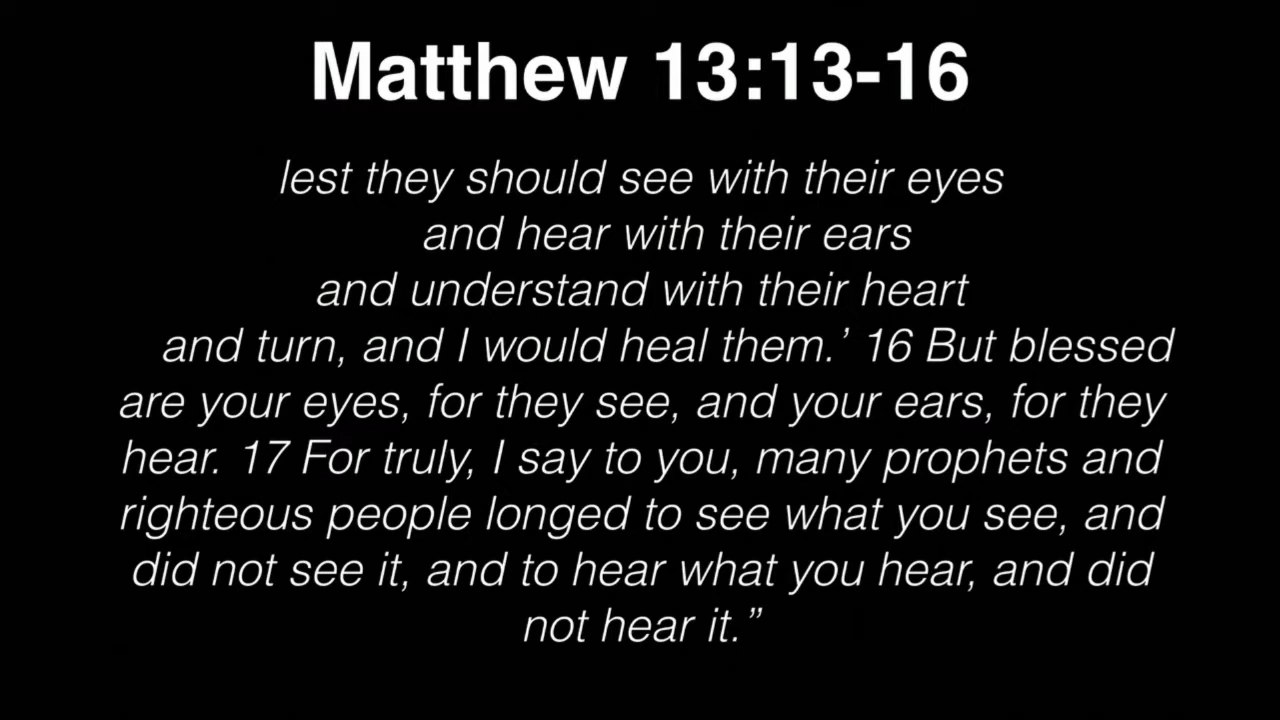 Matthew 13:13-16
lest they should see with their eyes
and hear with their ears
and understand with their heart
and turn, and I would heal them.’ 16 But blessed
are your eyes, for they see, and your ears, for they
hear. 17 For truly, I say to you, many prophets and
righteous people longed to see what you see, and
did not see it, and to hear what you hear, and did
not hear it.”